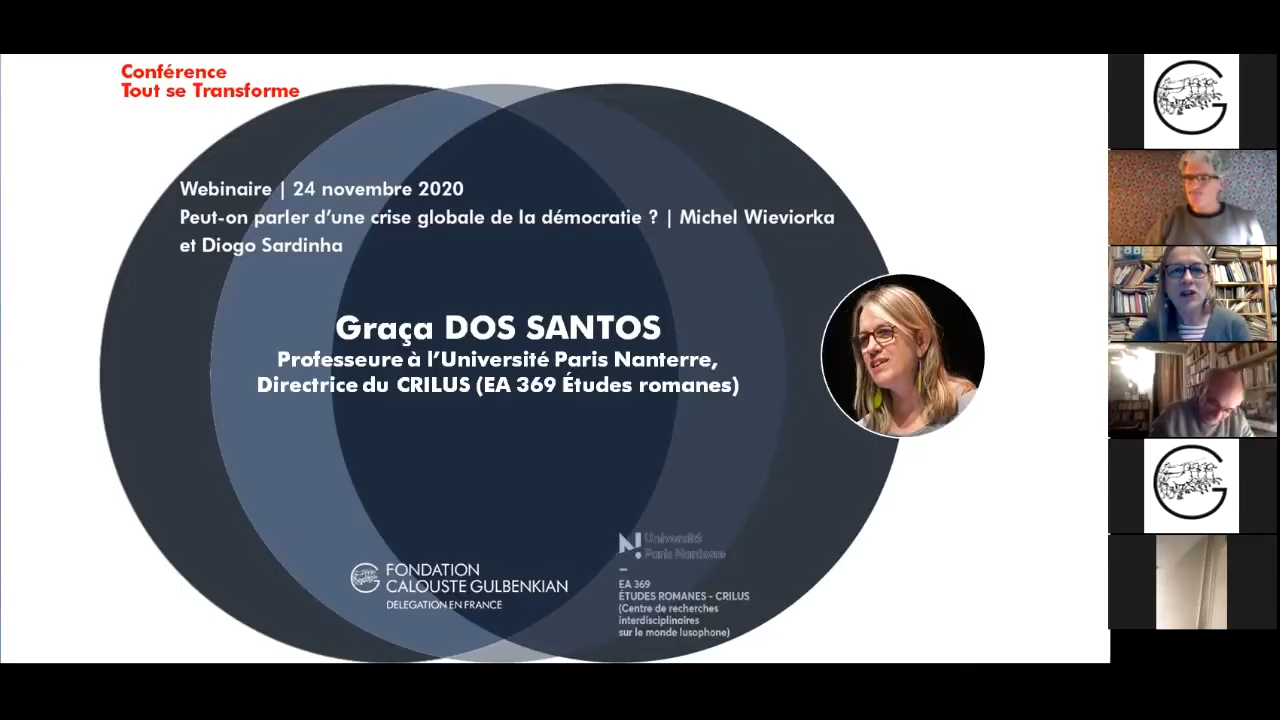 Conférence
Tout se Transforme
Webinaire | 24 novembre 2020
Peut-on parler d'une crise globale de la démocratie ? | Michel Wieviorka
et Diogo Sardinha
Graça DOS SANTOS
Professeure à l'Université Paris Nanterre,
Directrice du CRILUS (EA 369 Études romanes)
FONDATION
CALOUSTE GULBENKIAN
DÉLÉGATION EN FRANCE
Université
Paris Nanterre
EA 369
ÉTUDES ROMANES - CRILUS
(Centre de recherches
interdisciplinaires
sur le monde lusophone)